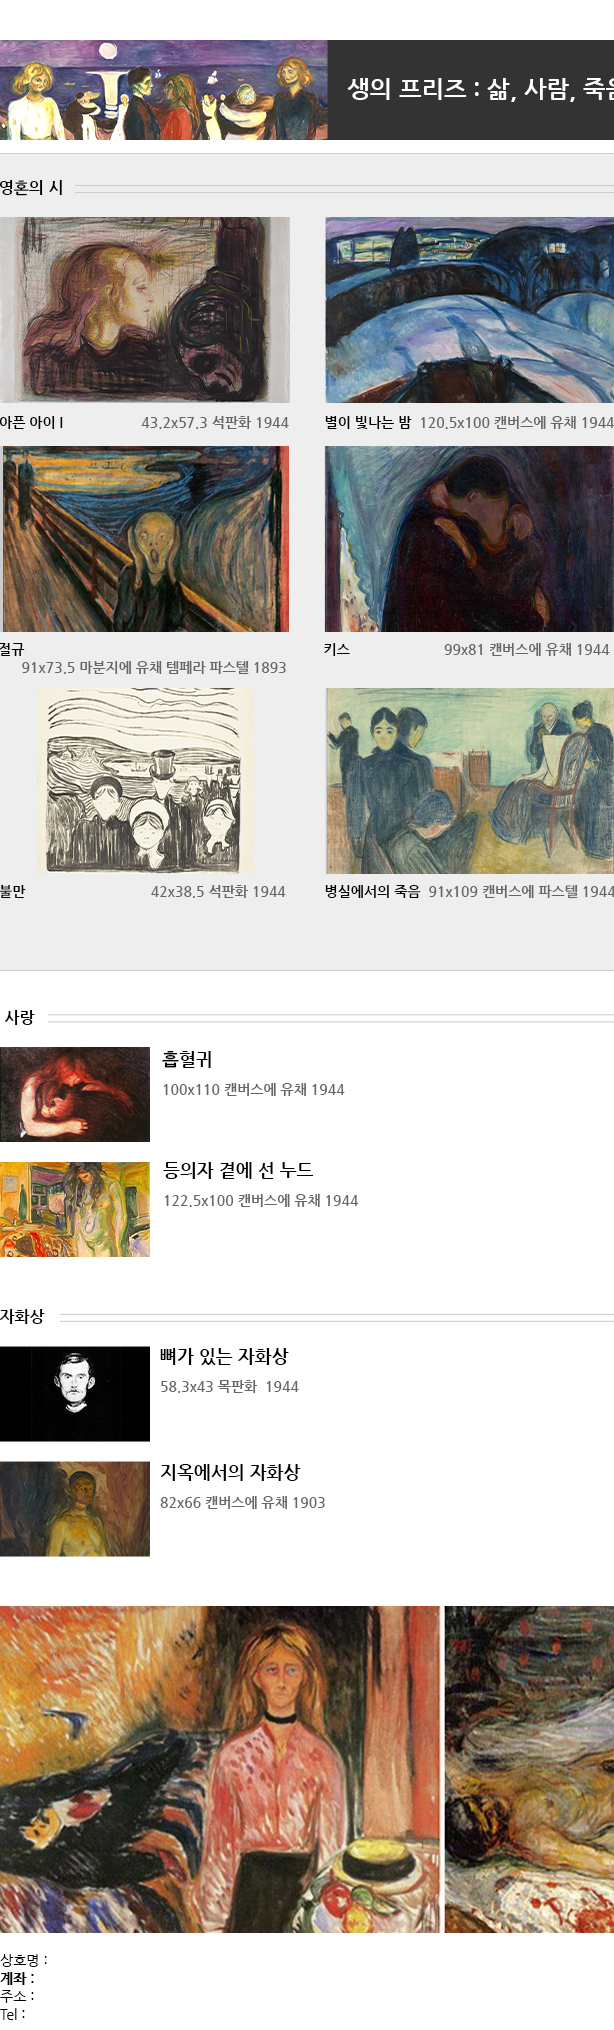 생의 프리즈 : 삶, 사람, 죽음
영혼의 시
아픈 아이 I 43.2x57.3 석판화 1944
별이 빛나는 밤 120.5x100 캔버스에 유채 1944
절규
91x73.5 마분지에 유채 템페라 파스텔 1893
키스 99x81 캔버스에 유채 1944
불만 42x38.5 석판화 1944
병실에서의 죽음 91x109 캔버스에 파스텔 1944
사랑
흡혈귀
100x110 캔버스에 유채 1944
등의자 곁에 선 누드
122.5x100 캔버스에 유채 1944
자화상
뼈가 있는 자화상
58.3x43 목판화 1944
지옥에서의 자화상
82x66 캔버스에 유채 1903
상호명 :
계좌 :
주소 :
Tel :